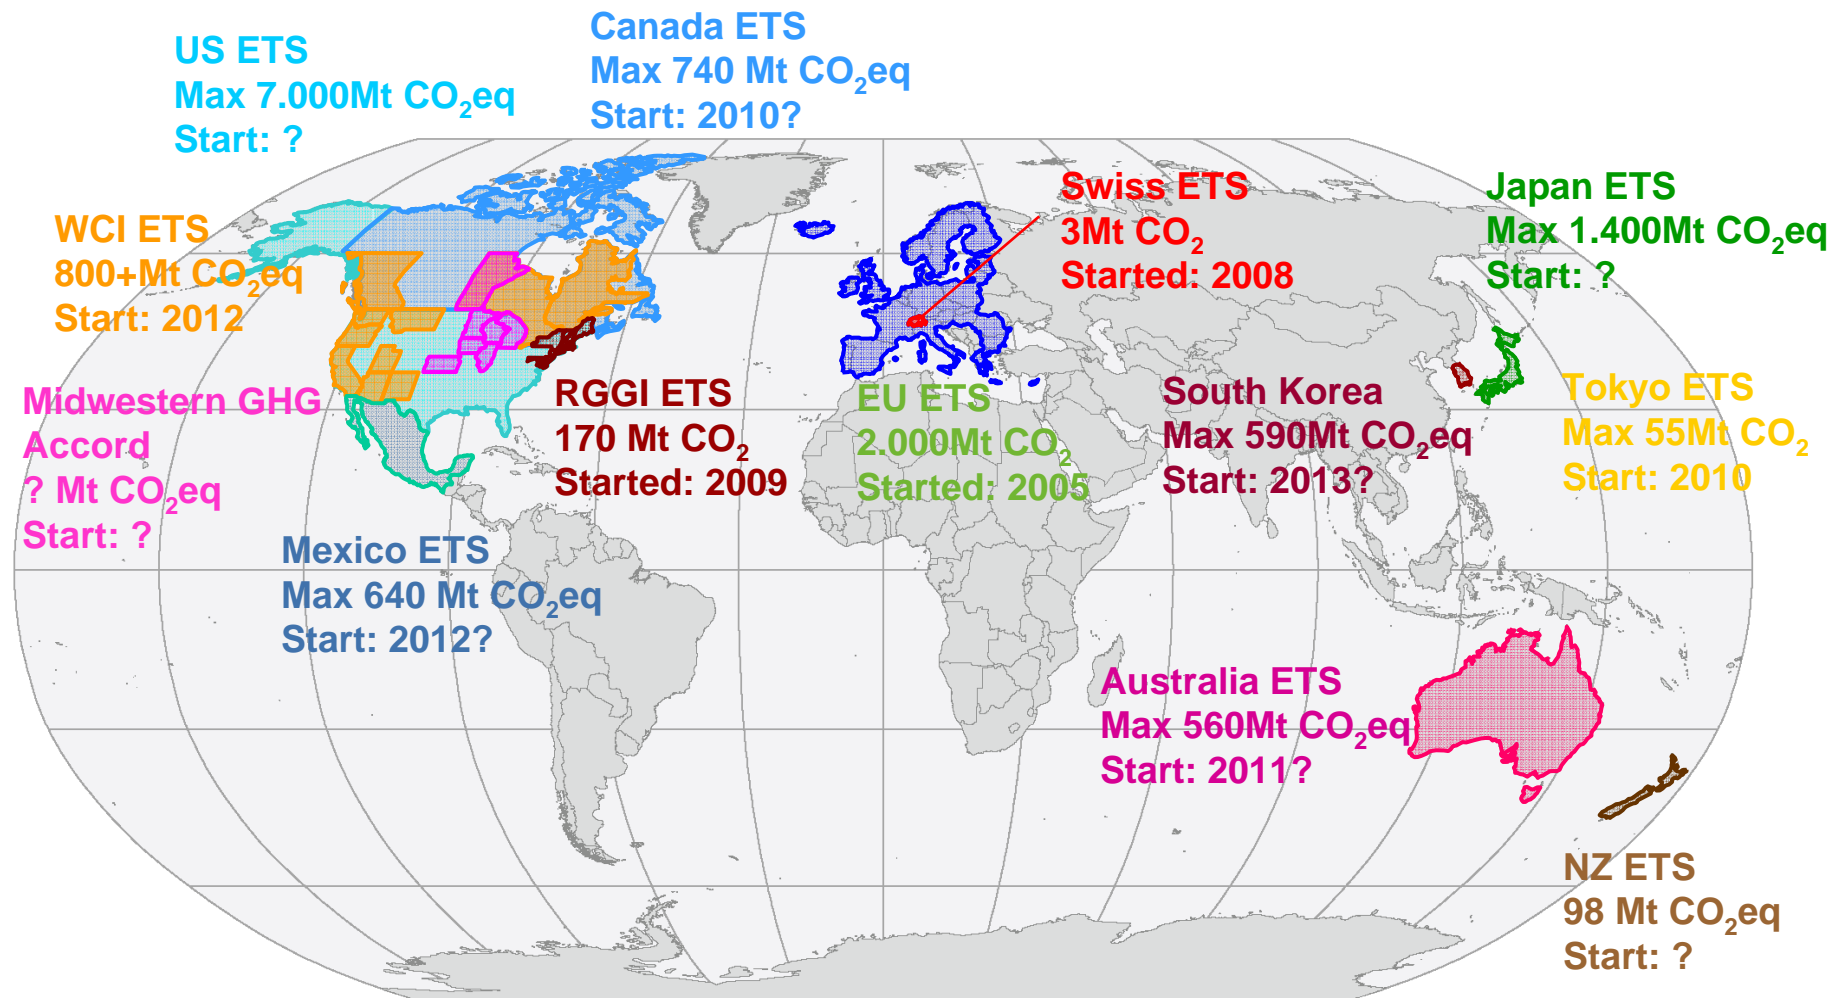 US ETS
Max 7.000Mt CO₂eq
Start: ?
Canada ETS
Max 740 Mt CO₂eq
Start: 2010?
WCI ETS
800+Mt CO₂eq
Start: 2012
Swiss ETS
3Mt CO₂
Started: 2008
Japan ETS
Max 1.400Mt CO₂eq
Start: ?
Midwestern GHG
Accord
? Mt CO₂eq
Start: ?
RGGI ETS
170 Mt CO₂
Started: 2009
EU ETS
2.000Mt CO₂
Started: 2005
South Korea
Max 590Mt CO₂eq
Start: 2013?
Tokyo ETS
Max 55Mt CO₂
Start: 2010
Mexico ETS
Max 640 Mt CO₂eq
Start: 2012?
Australia ETS
Max 560Mt CO₂eq
Start: 2011?
NZ ETS
98 Mt CO₂eq
Start: ?